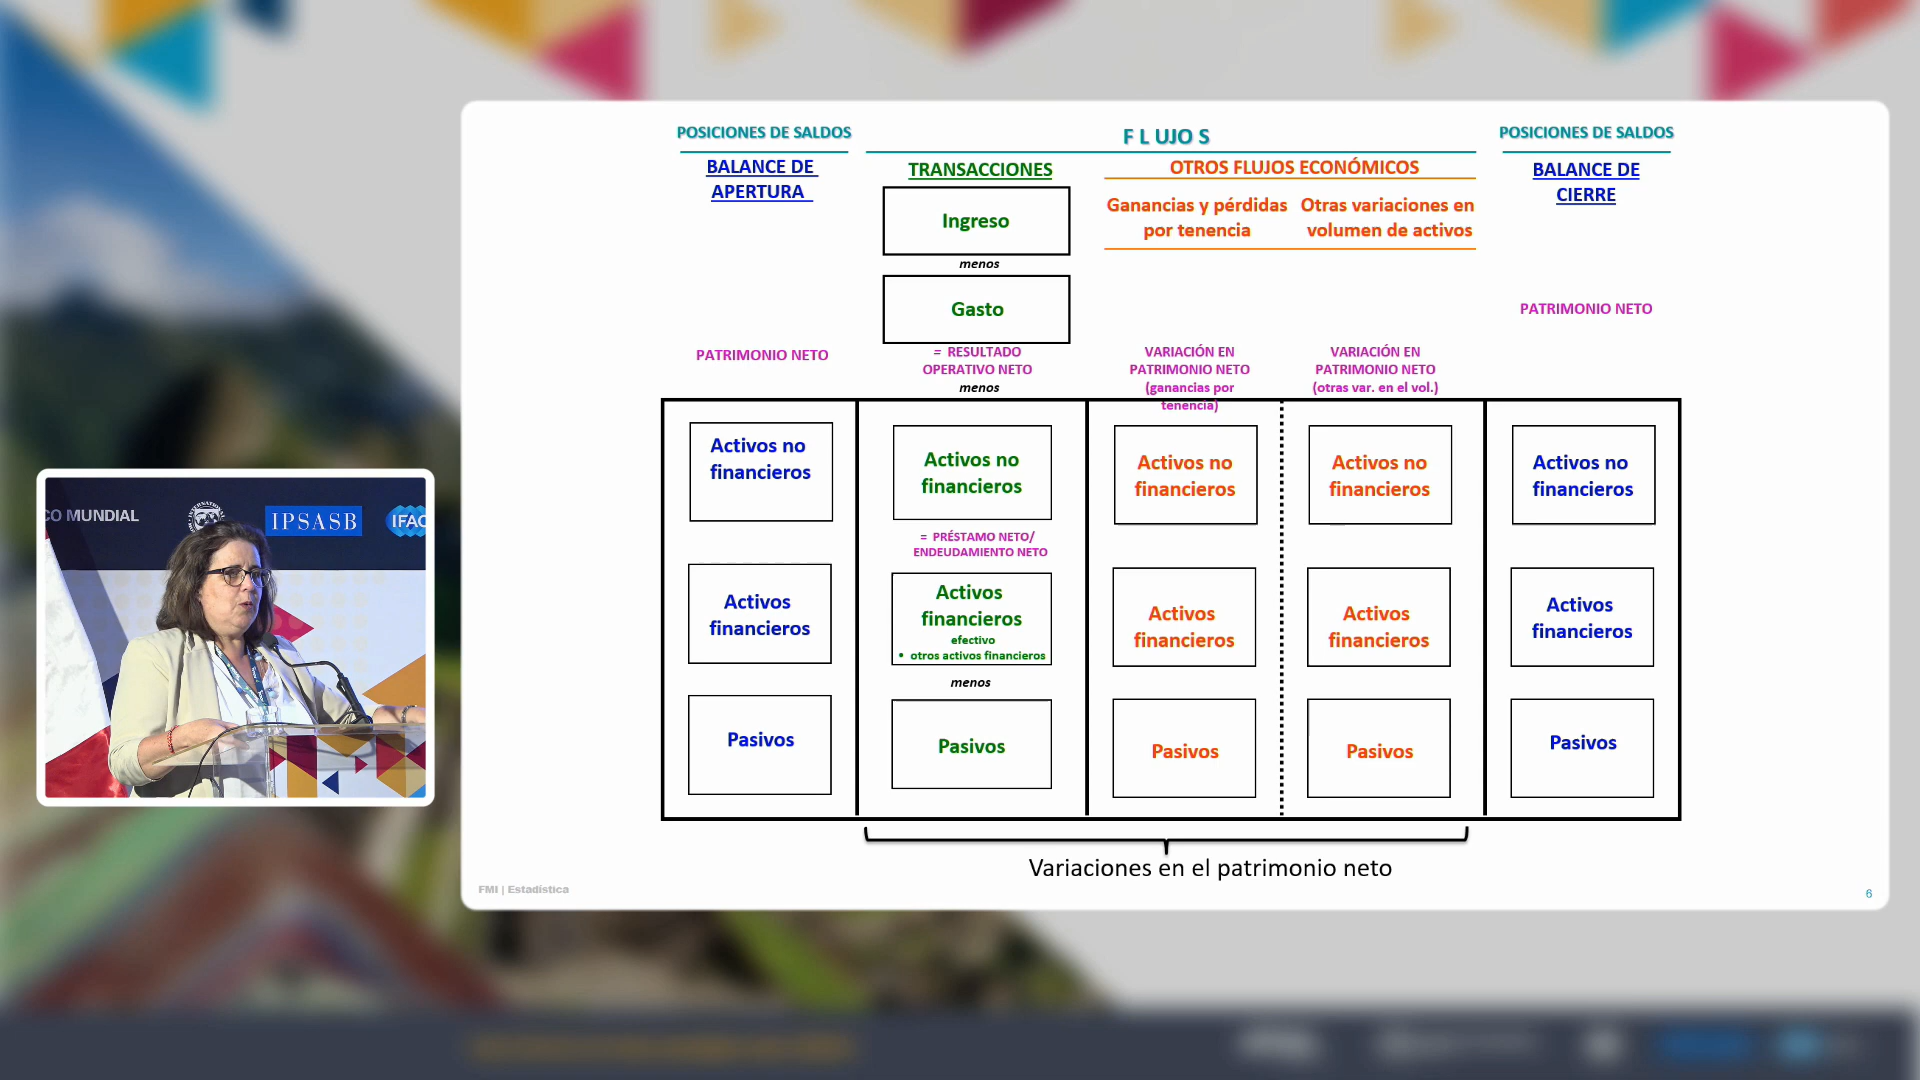 POSICIONES DE SALDOS
F L UJO S
POSICIONES DE SALDOS
BALANCE DE
APERTURA
TRANSACCIONES
OTROS FLUJOS ECONÓMICOS
BALANCE DE
CIERRE
Ingreso
Ganancias y pérdidas
por tenencia
Otras variaciones en
volumen de activos
menos
Gasto
PATRIMONIO NETO
PATRIMONIO NETO
= RESULTADO
OPERATIVO NETO
menos
VARIACIÓN EN
PATRIMONIO NETO
(ganancias por
tenencia)
VARIACIÓN EN
PATRIMONIO NETO
(otras var. en el vol.)
Activos no
financieros
Activos no
financieros
Activos no
financieros
Activos no
financieros
Activos no
financieros
= PRÉSTAMO NETO/
ENDEUDAMIENTO NETO
Activos
financieros
Activos
financieros
efectivo
• otros activos financieros
Activos
financieros
Activos
financieros
Activos
financieros
menos
Pasivos
Pasivos
Pasivos
Pasivos
Pasivos
Variaciones en el patrimonio neto
FMI | Estadística
6
CO MUNDIAL
IPSASB
IFAC